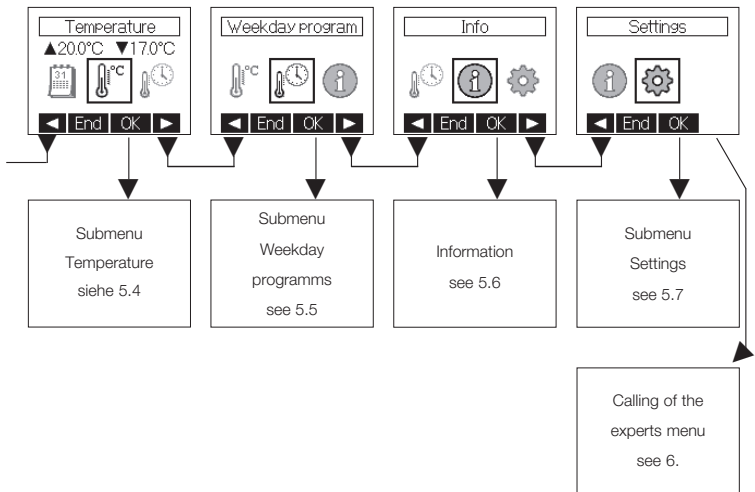 Temperature
▲20.0°C ▼17.0°C
31
°C
◄ End OK ►
Weekday program
°C
i
◄ End OK ►
Info
i
◄ End OK ►
Settings
i
◄ End OK
Submenu
Temperature
siehe 5.4
Submenu
Weekday
programms
see 5.5
Information
see 5.6
Submenu
Settings
see 5.7
Calling of the
experts menu
see 6.